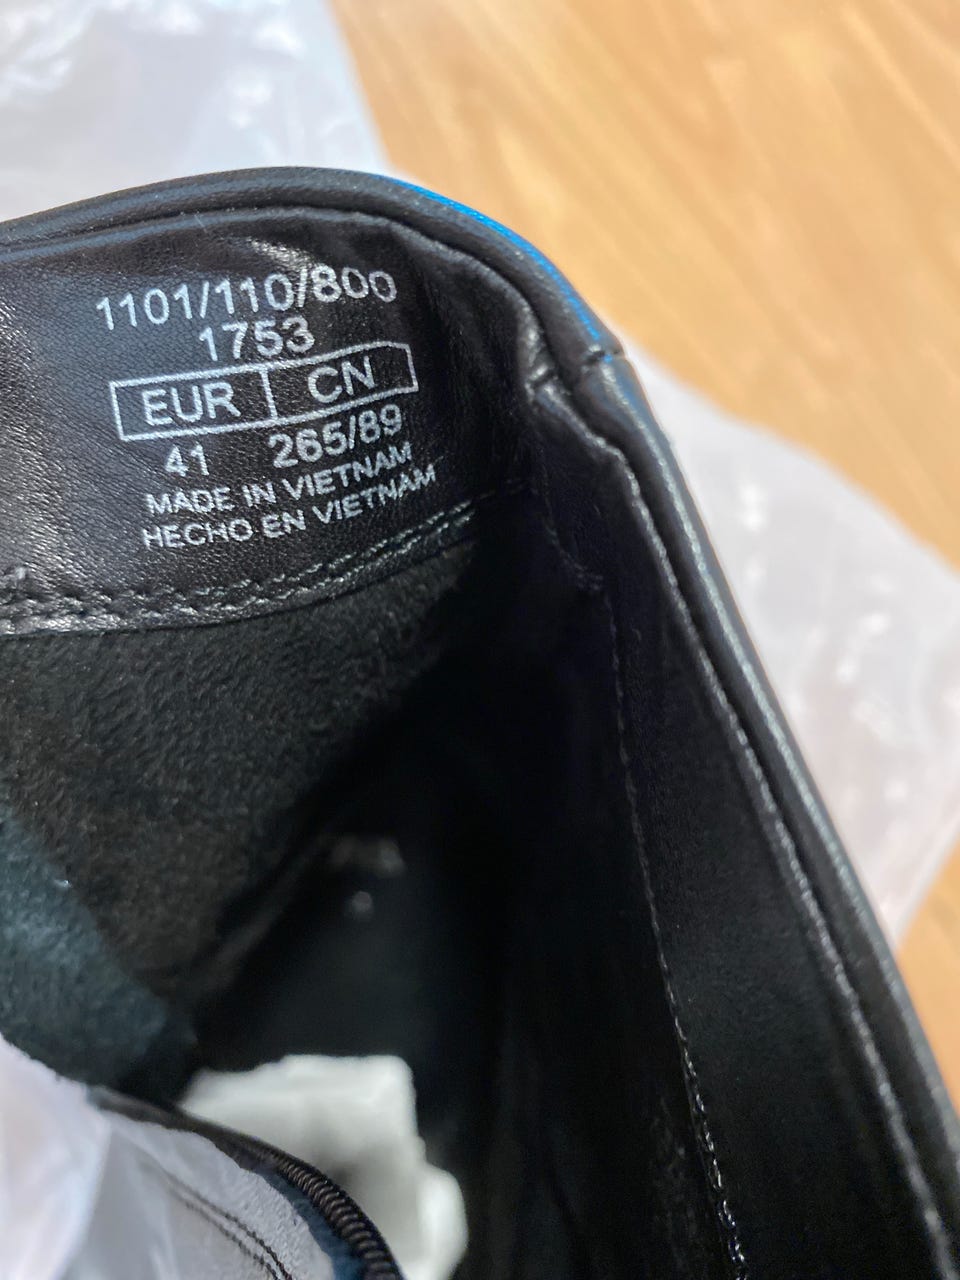 1101/110/800
1753
EUR CN
41 265/89
MADE IN VIETNAM
HECHO EN VIETNAM